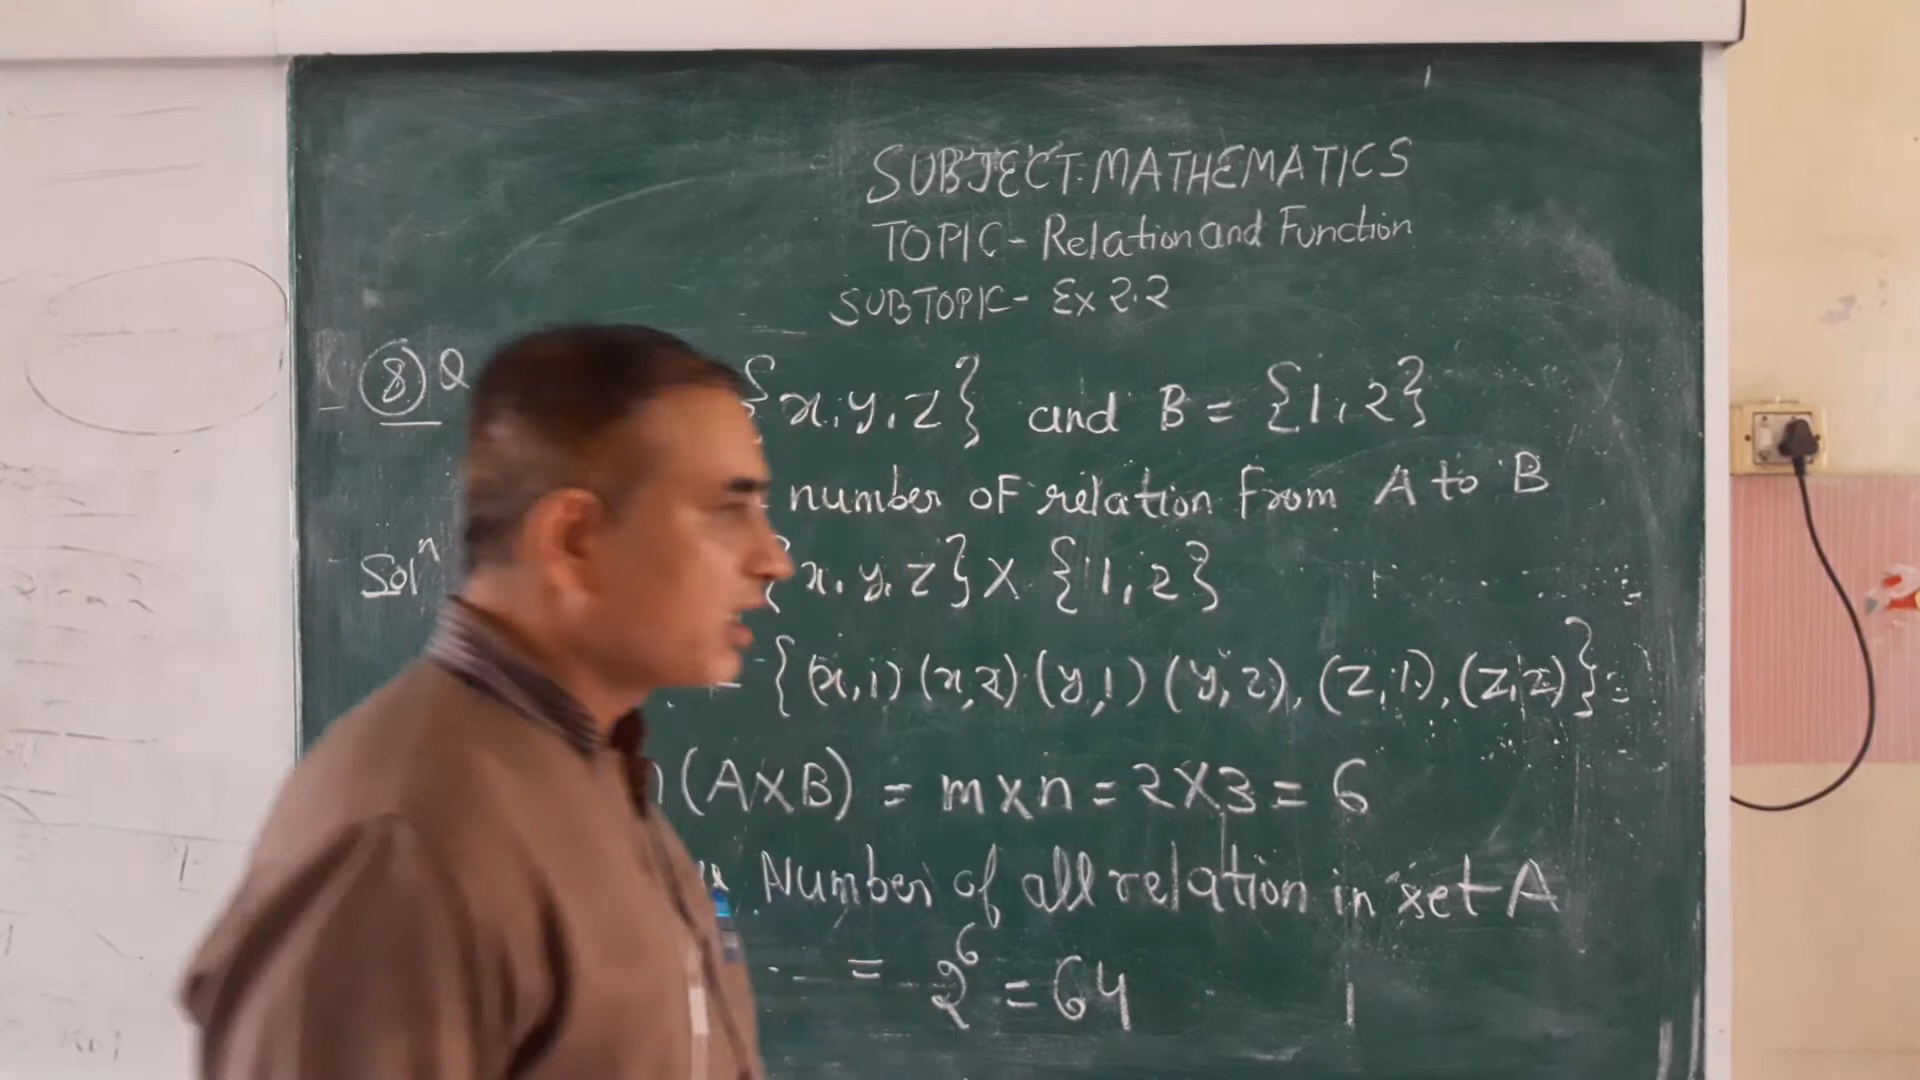 SUBJECT-MATHEMATICS
TOPIC- Relation and Function
SUBTOPIC- Ex 2.2
8 Q {x, y, z} and B = {1, 2}
number of relation from A to B
Solⁿ {x, y, z} X {1, 2}
= {(x,1) (x,2) (y,1) (y,2), (z,1), (z,2)}
n(AXB) = m x n = 2 X 3 = 6
Number of all relation in set A
= 2⁶ = 64